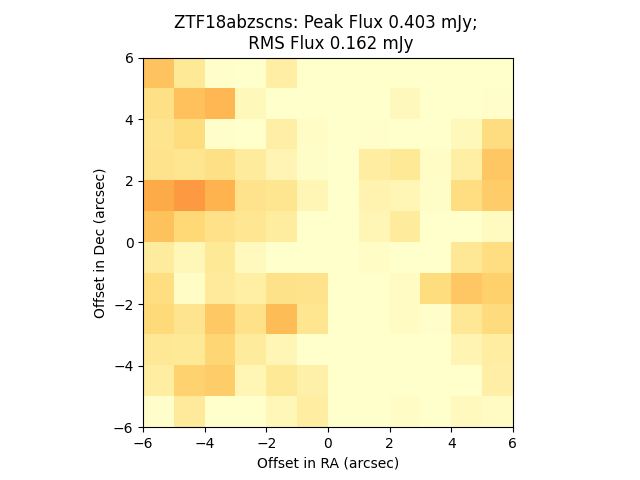 ZTF18abzscns: Peak Flux 0.403 mJy;
RMS Flux 0.162 mJy
6
4
2
0
−2
−4
−6
Offset in Dec (arcsec)
−6 −4 −2 0 2 4 6
Offset in RA (arcsec)